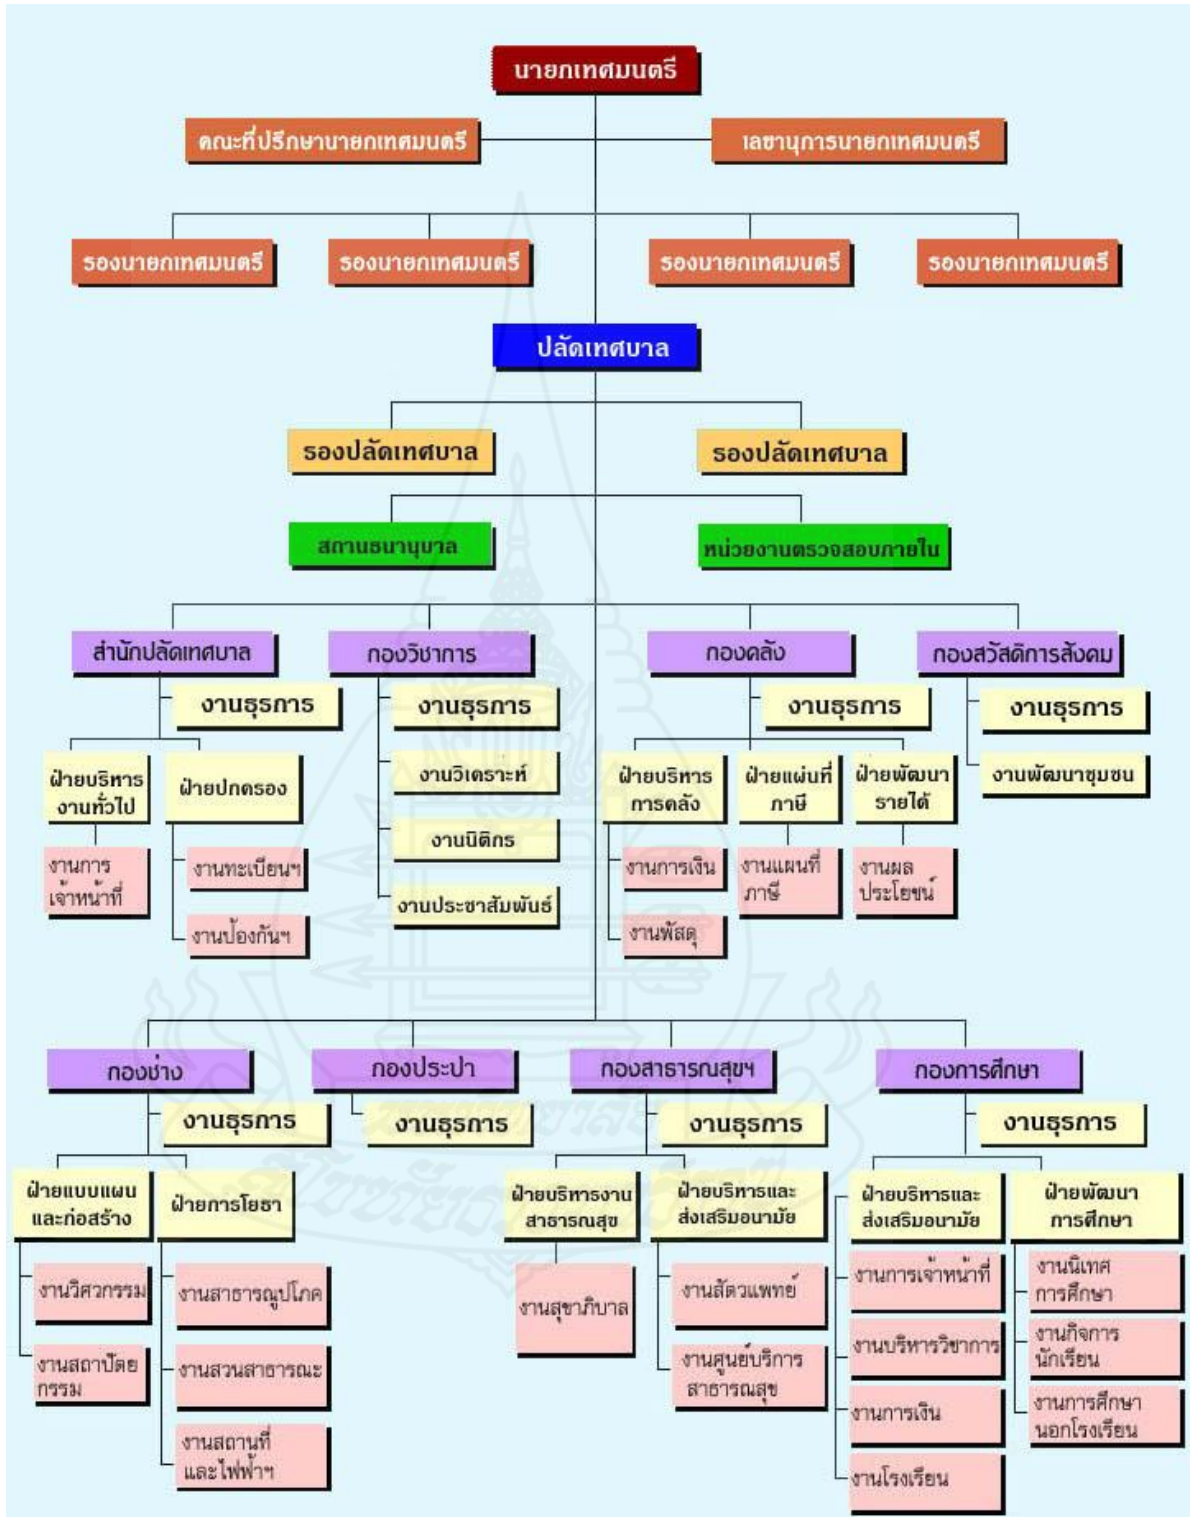 นายกเทศมนตรี
คณะที่ปรึกษานายกเทศมนตรี
เลขานุการนายกเทศมนตรี
รองนายกเทศมนตรี
รองนายกเทศมนตรี
รองนายกเทศมนตรี
รองนายกเทศมนตรี
ปลัดเทศบาล
รองปลัดเทศบาล
รองปลัดเทศบาล
สถานธนานุบาล
หน่วยงานตรวจสอบภายใน
สำนักปลัดเทศบาล
งานธุรการ
ฝ่ายบริหาร
งานทั่วไป
งานการ
เจ้าหน้าที่
ฝ่ายปกครอง
งานทะเบียนฯ
งานป้องกันฯ
กองวิชาการ
งานธุรการ
งานวิเคราะห์
งานนิติกร
งานประชาสัมพันธ์
กองคลัง
งานธุรการ
ฝ่ายบริหาร
การคลัง
งานการเงิน
งานพัสดุ
ฝ่ายแผ่นที่
ภาษี
งานแผนที่
ภาษี
ฝ่ายพัฒนา
รายได้
งานผล
ประโยชน์
กองสวัสดิการสังคม
งานธุรการ
งานพัฒนาชุมชน
กองช่าง
งานธุรการ
ฝ่ายแบบแผน
และก่อสร้าง
งานวิศวกรรม
งานสถาปัตย
กรรม
ฝ่ายการโยธา
งานสาธารณูปโภค
งานสวนสาธารณะ
งานสถานที่
และไฟฟ้าฯ
กองประปา
งานธุรการ
กองสาธารณสุขฯ
งานธุรการ
ฝ่ายบริหารงาน
สาธารณสุข
งานสุขาภิบาล
ฝ่ายบริหารและ
ส่งเสริมอนามัย
งานสัตวแพทย์
งานศูนย์บริการ
สาธารณสุข
กองการศึกษา
งานธุรการ
ฝ่ายบริหารและ
ส่งเสริมอนามัย
งานการเจ้าหน้าที่
งานบริหารวิชาการ
งานการเงิน
งานโรงเรียน
ฝ่ายพัฒนา
การศึกษา
งานนิเทศ
การศึกษา
งานกิจการ
นักเรียน
งานการศึกษา
นอกโรงเรียน